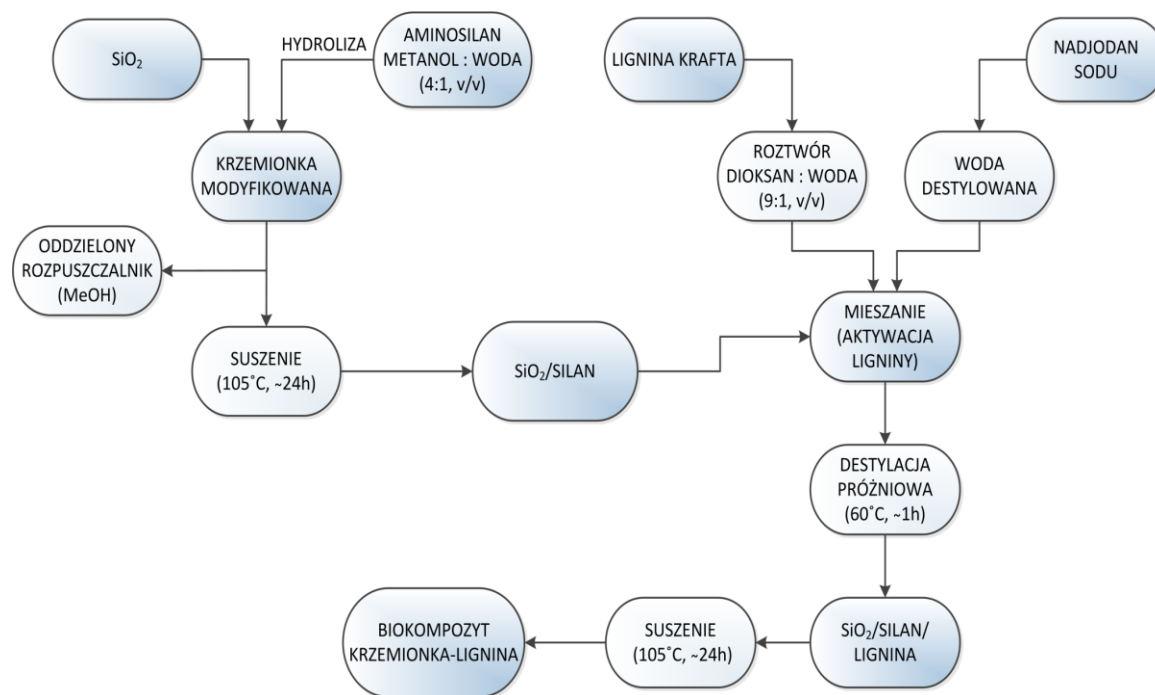 SiO₂
HYDROLIZA
AMINOSILAN
METANOL : WODA
(4:1, v/v)
LIGNINA KRAFTA
NADJODAN
SODU
KRZEMIONKA
MODYFIKOWANA
ROZTWÓR
DIOKSAN : WODA
(9:1, v/v)
WODA
DESTYLOWANA
ODDZIELONY
ROZPUSZCZALNIK
(MeOH)
MIESZANIE
(AKTYWACJA
LIGNINY)
SUSZENIE
(105˚C, ~24h)
SiO₂/SILAN
DESTYLACJA
PRÓŻNIOWA
(60˚C, ~1h)
BIOKOMPOZYT
KRZEMIONKA-LIGNINA
SUSZENIE
(105˚C, ~24h)
SiO₂/SILAN/
LIGNINA